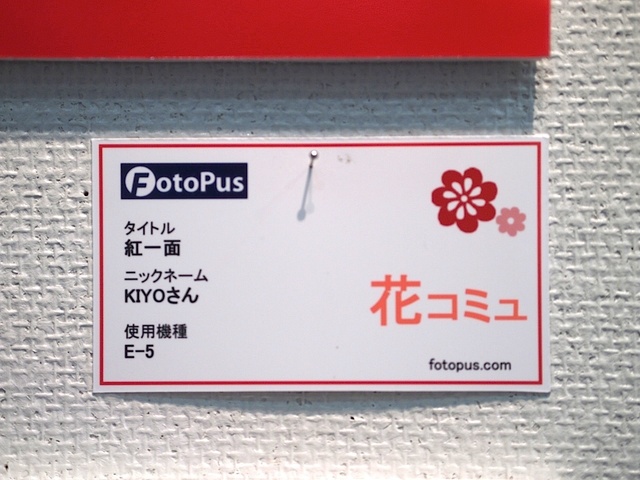 FotoPus
タイトル
紅一面
ニックネーム
KIYOさん
使用機種
E-5
花コミュ
fotopus.com